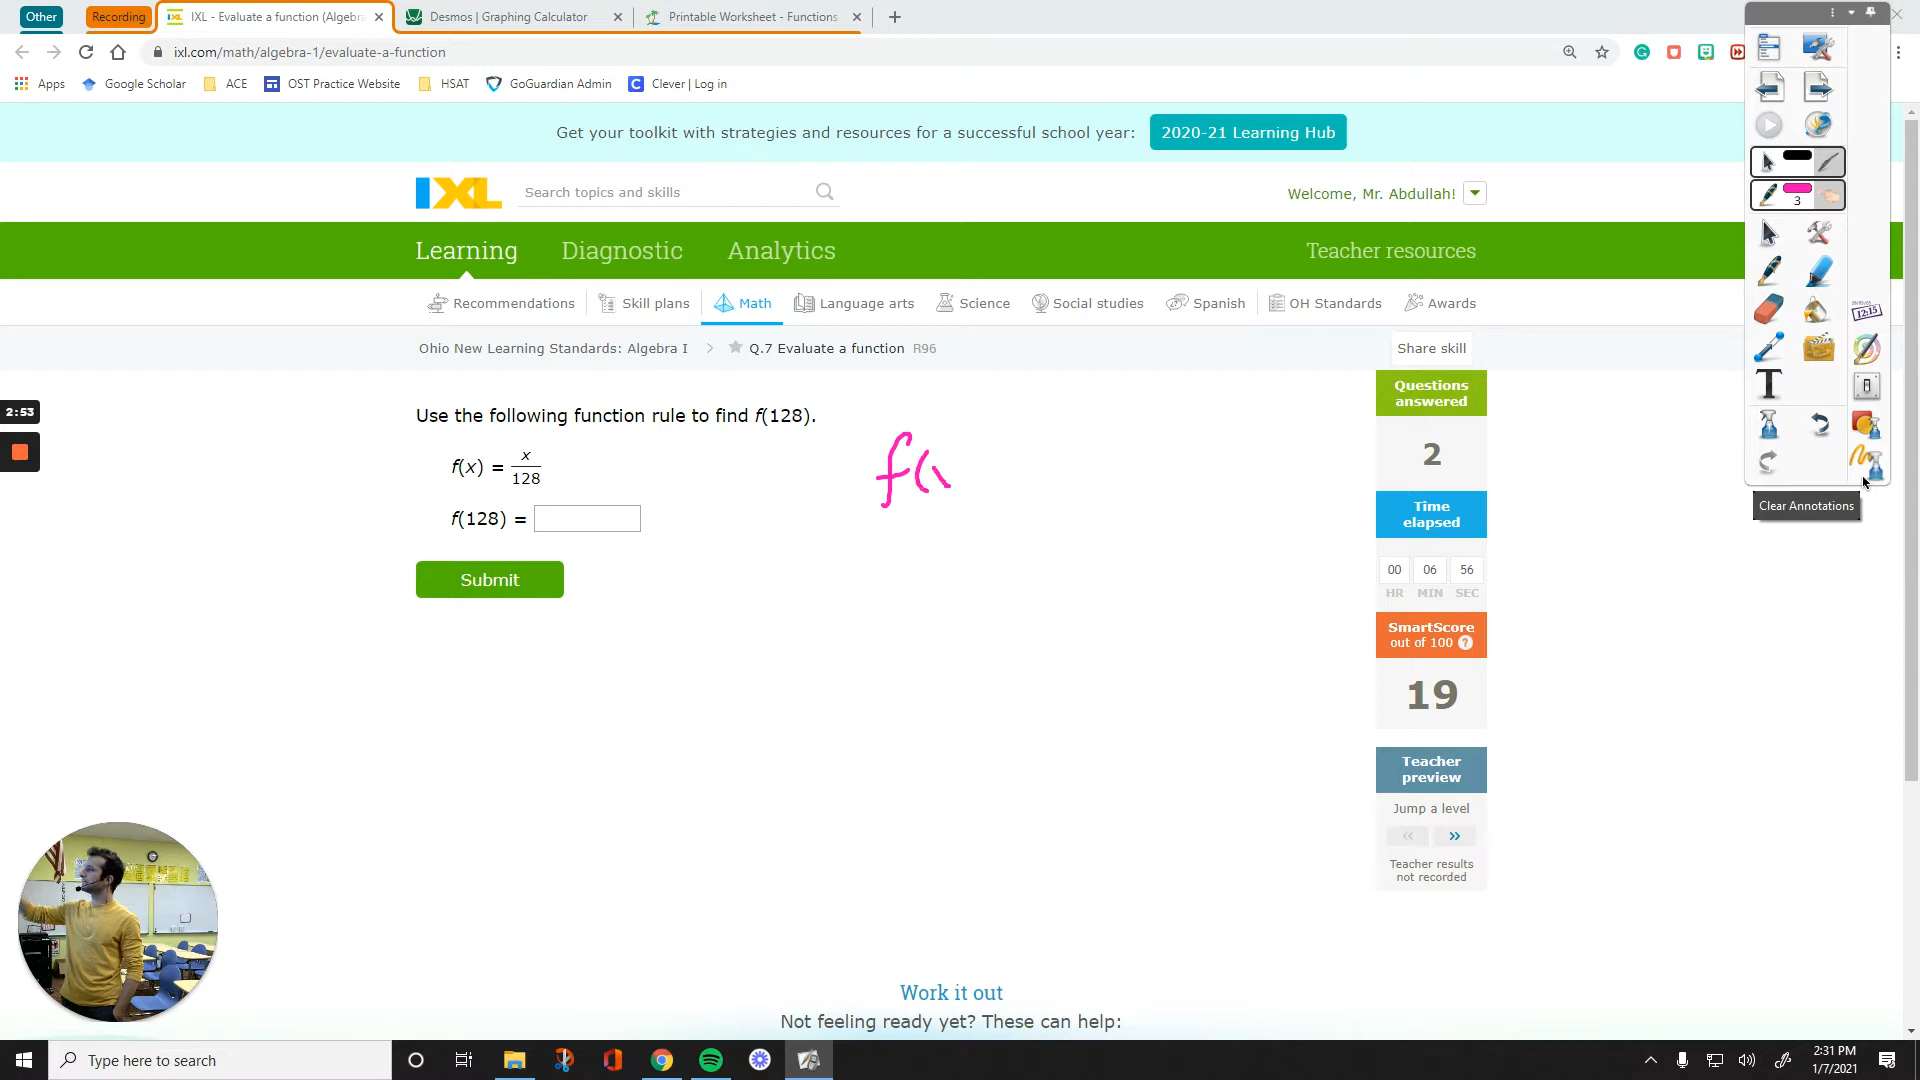 Other
Recording
IXL - Evaluate a function (Algebra
Desmos | Graphing Calculator
Printable Worksheet - Functions
ixl.com/math/algebra-1/evaluate-a-function
Apps
Google Scholar
ACE
OST Practice Website
HSAT
GoGuardian Admin
Clever | Log in
Get your toolkit with strategies and resources for a successful school year:
2020-21 Learning Hub
IXL
Search topics and skills
Welcome, Mr. Abdullah!
Learning
Diagnostic
Analytics
Teacher resources
Recommendations
Skill plans
Math
Language arts
Science
Social studies
Spanish
OH Standards
Awards
Ohio New Learning Standards: Algebra I > Q.7 Evaluate a function R96
Share skill
Use the following function rule to find f(128).
f(x) = x/128
f(128) =
Submit
f(
Questions answered
2
Time elapsed
00 06 56
HR MIN SEC
SmartScore
out of 100 ?
19
Teacher preview
Jump a level
<< >>
Teacher results
not recorded
2:53
3
12:15
T
Clear Annotations
Work it out
Not feeling ready yet? These can help:
Type here to search
2:31 PM
1/7/2021